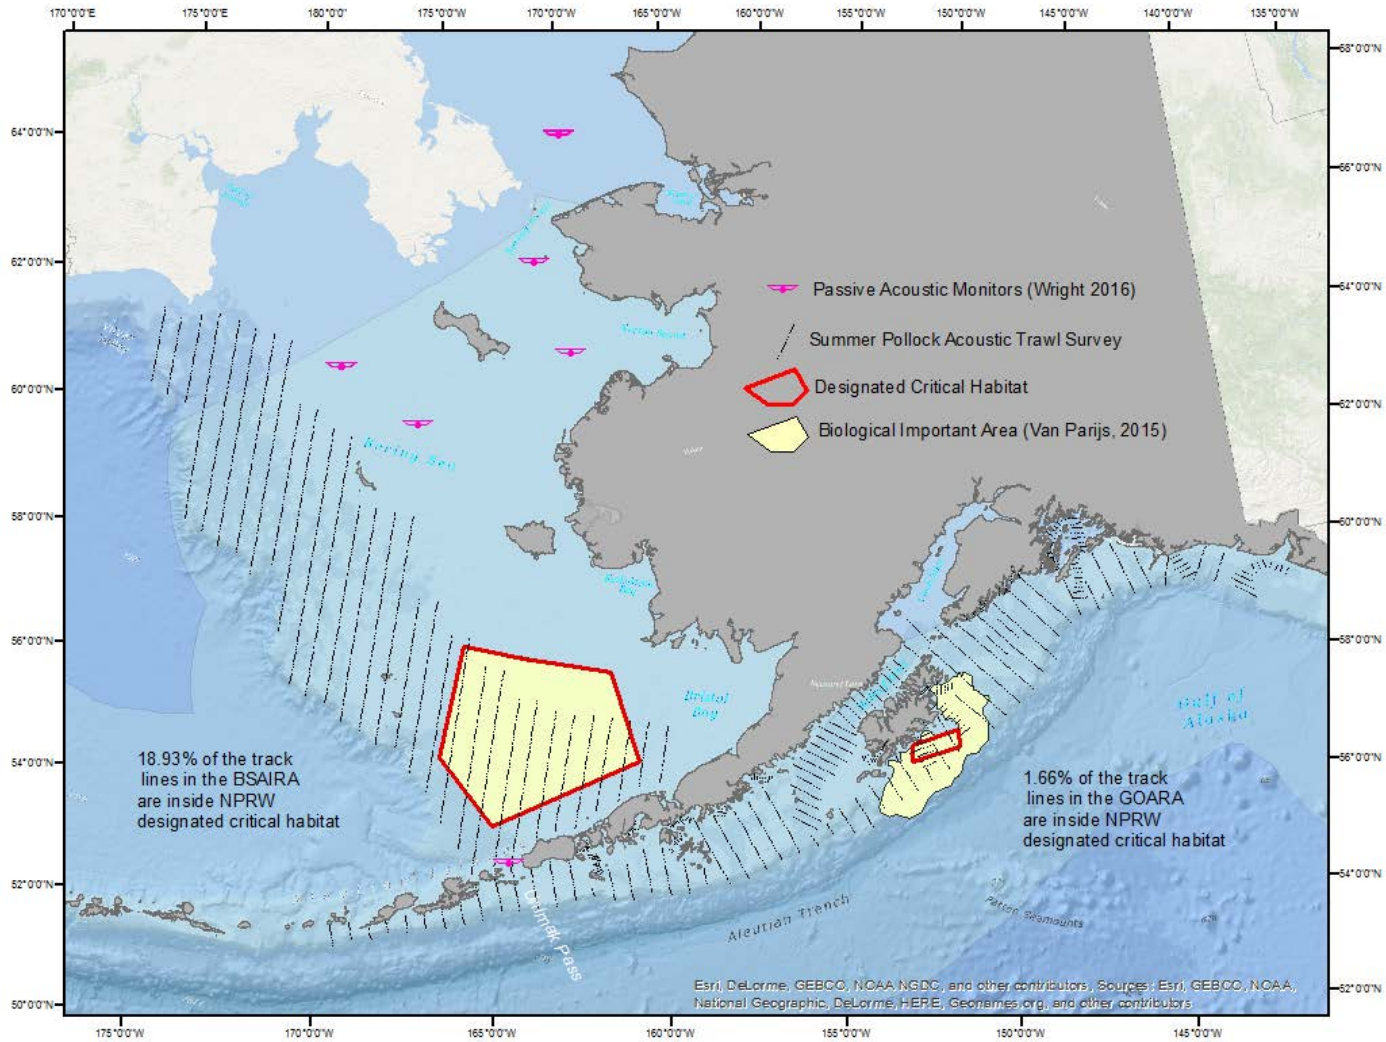 170°0'0"E 175°0'0"E 180°0'0" 175°0'0"W 170°0'0"W 165°0'0"W 160°0'0"W 155°0'0"W 150°0'0"W 145°0'0"W 140°0'0"W 135°0'0"W
68°0'0"N
64°0'0"N
66°0'0"N
62°0'0"N
64°0'0"N
Passive Acoustic Monitors (Wright 2016)
Summer Pollock Acoustic Trawl Survey
60°0'0"N
62°0'0"N
Designated Critical Habitat
Biological Important Area (Van Parijs, 2015)
Bering Sea
58°0'0"N
60°0'0"N
56°0'0"N
58°0'0"N
Bristol
Bay
Gulf of
Alaska
54°0'0"N
56°0'0"N
18.93% of the track
lines in the BSAIRA
are inside NPRW
designated critical habitat
1.66% of the track
lines in the GOARA
are inside NPRW
designated critical habitat
52°0'0"N
54°0'0"N
Unimak Pass
Aleutian Trench
Patton Seamounts
Esri, DeLorme, GEBCO, NOAA NGDC, and other contributors, Sources: Esri, GEBCO, NOAA,
National Geographic, DeLorme, HERE, Geonames.org, and other contributors
50°0'0"N
52°0'0"N
175°0'0"W 170°0'0"W 165°0'0"W 160°0'0"W 155°0'0"W 150°0'0"W 145°0'0"W